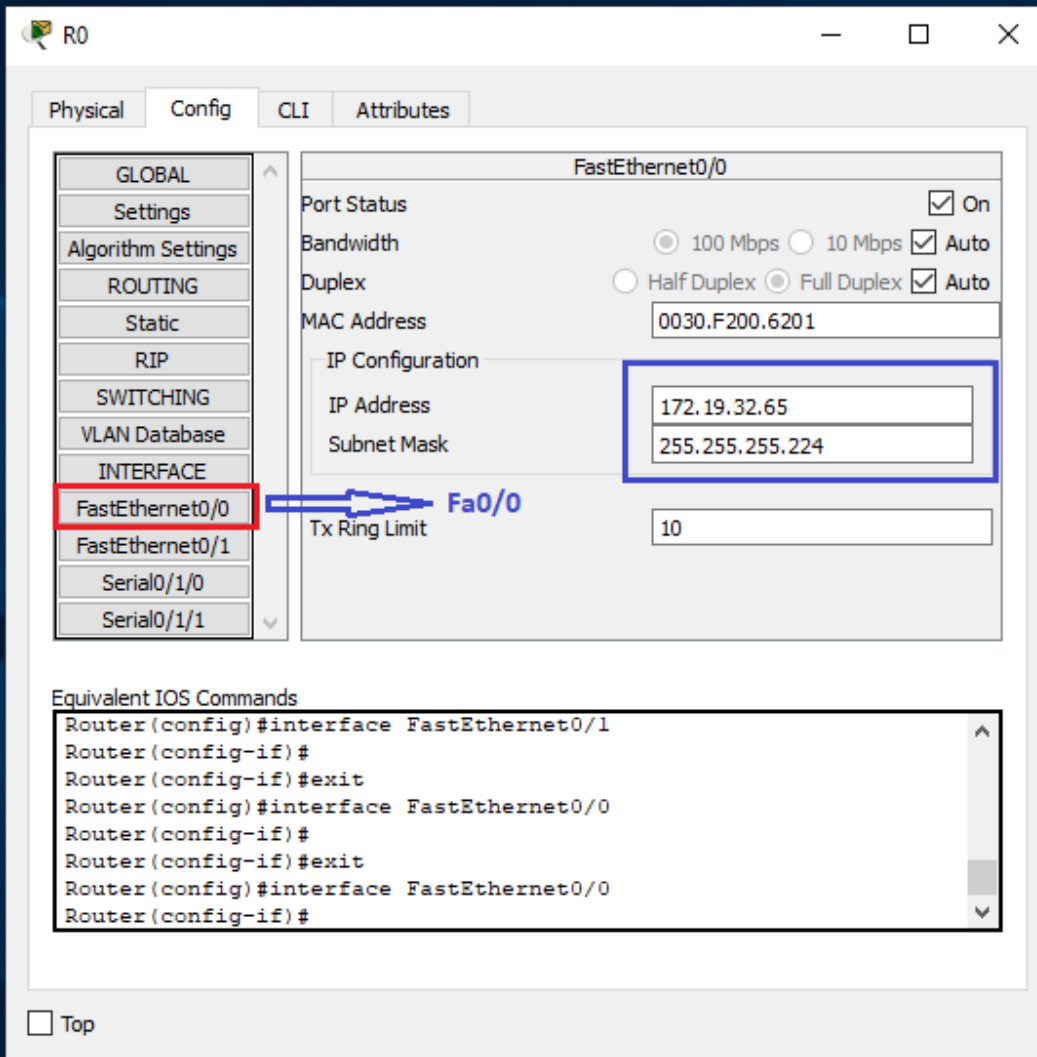 R0
Physical Config CLI Attributes
GLOBAL
Settings
Algorithm Settings
ROUTING
Static
RIP
SWITCHING
VLAN Database
INTERFACE
FastEthernet0/0
FastEthernet0/1
Serial0/1/0
Serial0/1/1
Fa0/0
FastEthernet0/0
Port Status On
Bandwidth 100 Mbps 10 Mbps Auto
Duplex Half Duplex Full Duplex Auto
MAC Address 0030.F200.6201
IP Configuration
IP Address 172.19.32.65
Subnet Mask 255.255.255.224
Tx Ring Limit 10
Equivalent IOS Commands
Router(config)#interface FastEthernet0/1
Router(config-if)#
Router(config-if)#exit
Router(config)#interface FastEthernet0/0
Router(config-if)#
Router(config-if)#exit
Router(config)#interface FastEthernet0/0
Router(config-if)#
Top